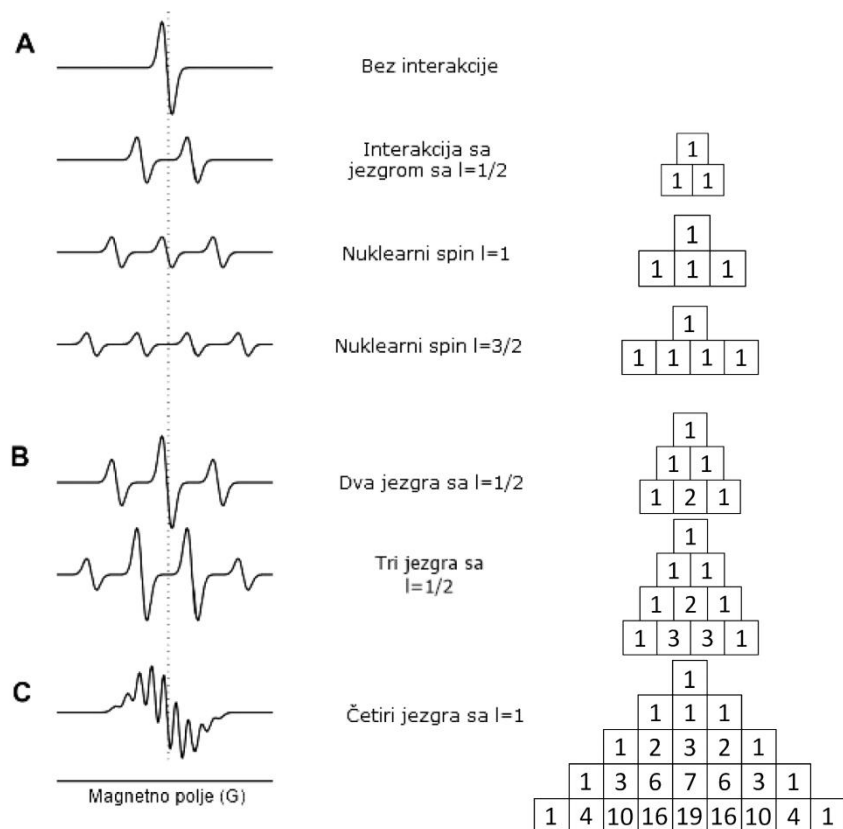 A
Bez interakcije
Interakcija sa
jezgrom sa l=1/2
1
1 1
Nuklearni spin l=1
1
1 1 1
Nuklearni spin l=3/2
1
1 1 1 1
B
Dva jezgra sa l=1/2
1
1 1
1 2 1
Tri jezgra sa
l=1/2
1
1 1
1 2 1
1 3 3 1
C
Četiri jezgra sa l=1
1
1 1 1
1 2 3 2 1
1 3 6 7 6 3 1
1 4 10 16 19 16 10 4 1
Magnetno polje (G)